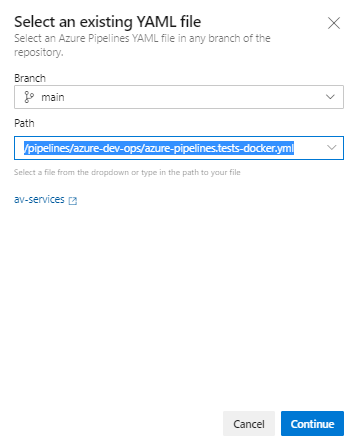 Select an existing YAML file
Select an Azure Pipelines YAML file in any branch of the
repository.
Branch
main
Path
/pipelines/azure-dev-ops/azure-pipelines.tests-docker.yml
Select a file from the dropdown or type in the path to your file
av-services
Cancel
Continue